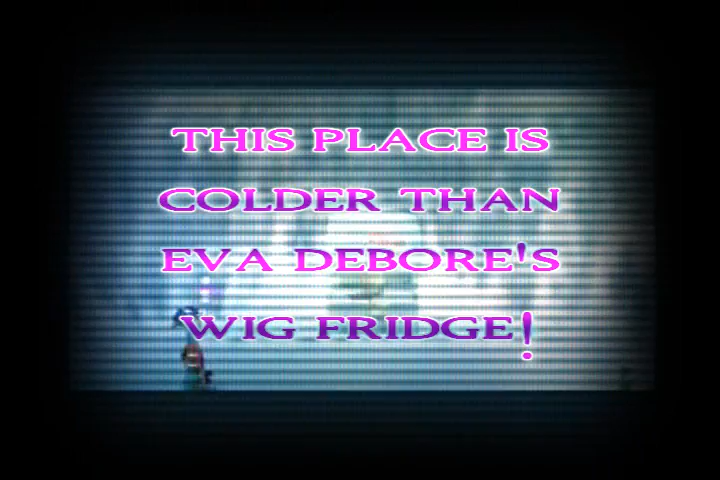 THIS PLACE IS
COLDER THAN
EVA DEBORE'S
WIG FRIDGE!